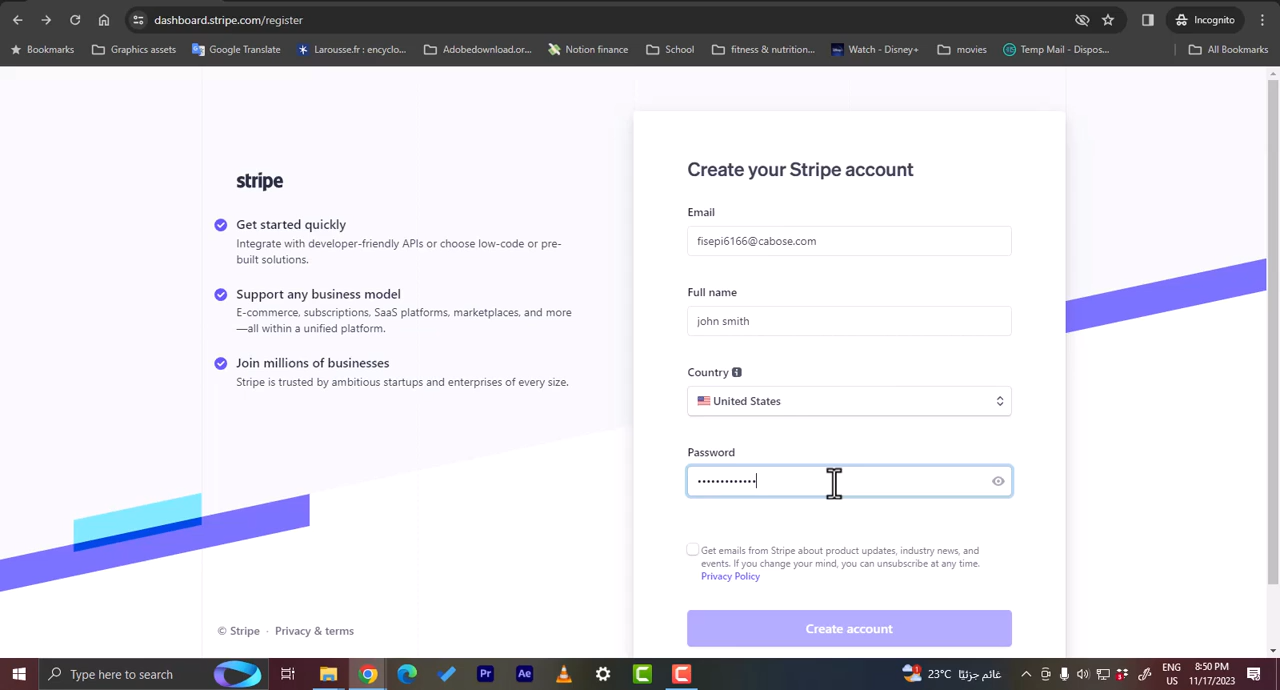 dashboard.stripe.com/register
Incognito
Bookmarks
Graphics assets
Google Translate
Larousse.fr : encyclo...
Adobedownload.or...
Notion finance
School
fitness & nutrition...
Watch - Disney+
movies
Temp Mail - Dispos...
All Bookmarks
stripe
Get started quickly
Integrate with developer-friendly APIs or choose low-code or pre-
built solutions.
Support any business model
E-commerce, subscriptions, SaaS platforms, marketplaces, and more
—all within a unified platform.
Join millions of businesses
Stripe is trusted by ambitious startups and enterprises of every size.
© Stripe · Privacy & terms
Create your Stripe account
Email
fisepi6166@cabose.com
Full name
john smith
Country
United States
Password
•••••••••••••
Get emails from Stripe about product updates, industry news, and
events. If you change your mind, you can unsubscribe at any time.
Privacy Policy
Create account
Type here to search
Pr
Ae
1
23°C غائم جزئيًا
3
ENG
US
8:50 PM
11/17/2023